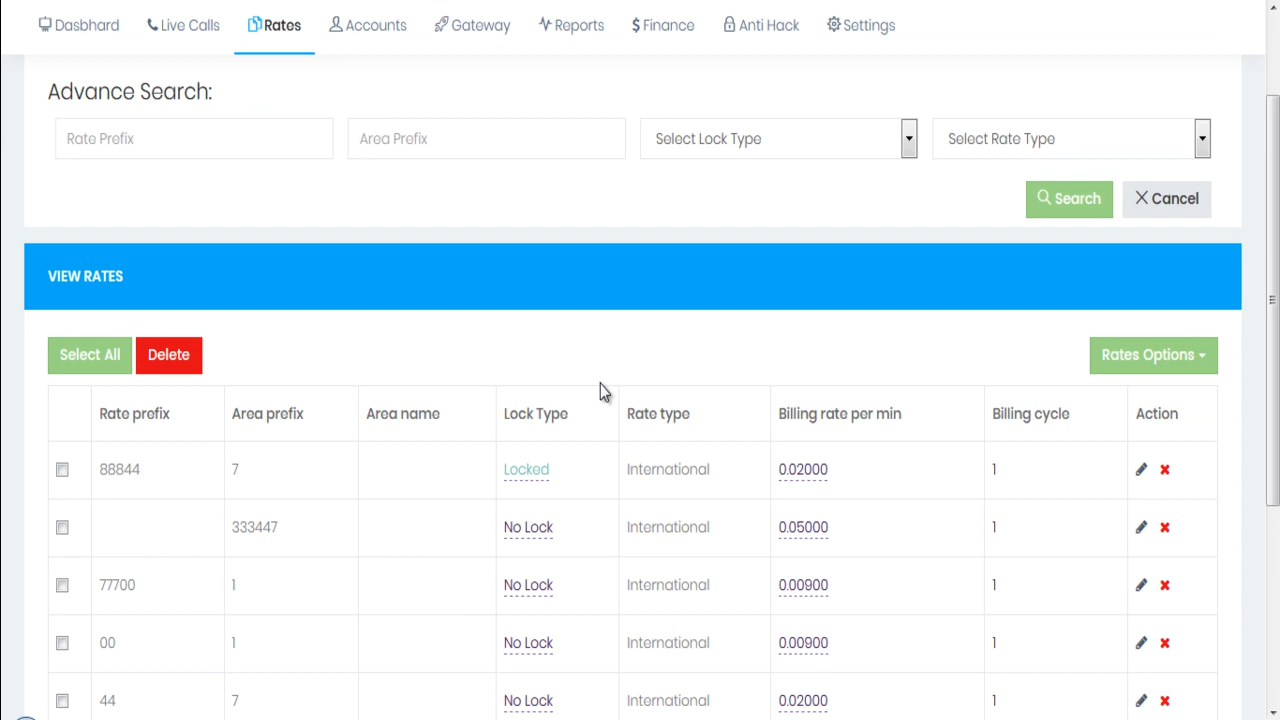 Dasbhard Live Calls Rates Accounts Gateway Reports Finance Anti Hack Settings
Advance Search:
Rate Prefix Area Prefix Select Lock Type Select Rate Type
Search Cancel
VIEW RATES
Select All Delete Rates Options
Rate prefix Area prefix Area name Lock Type Rate type Billing rate per min Billing cycle Action
88844 7 Locked International 0.02000 1
333447 No Lock International 0.05000 1
77700 1 No Lock International 0.00900 1
00 1 No Lock International 0.00900 1
44 7 No Lock International 0.02000 1